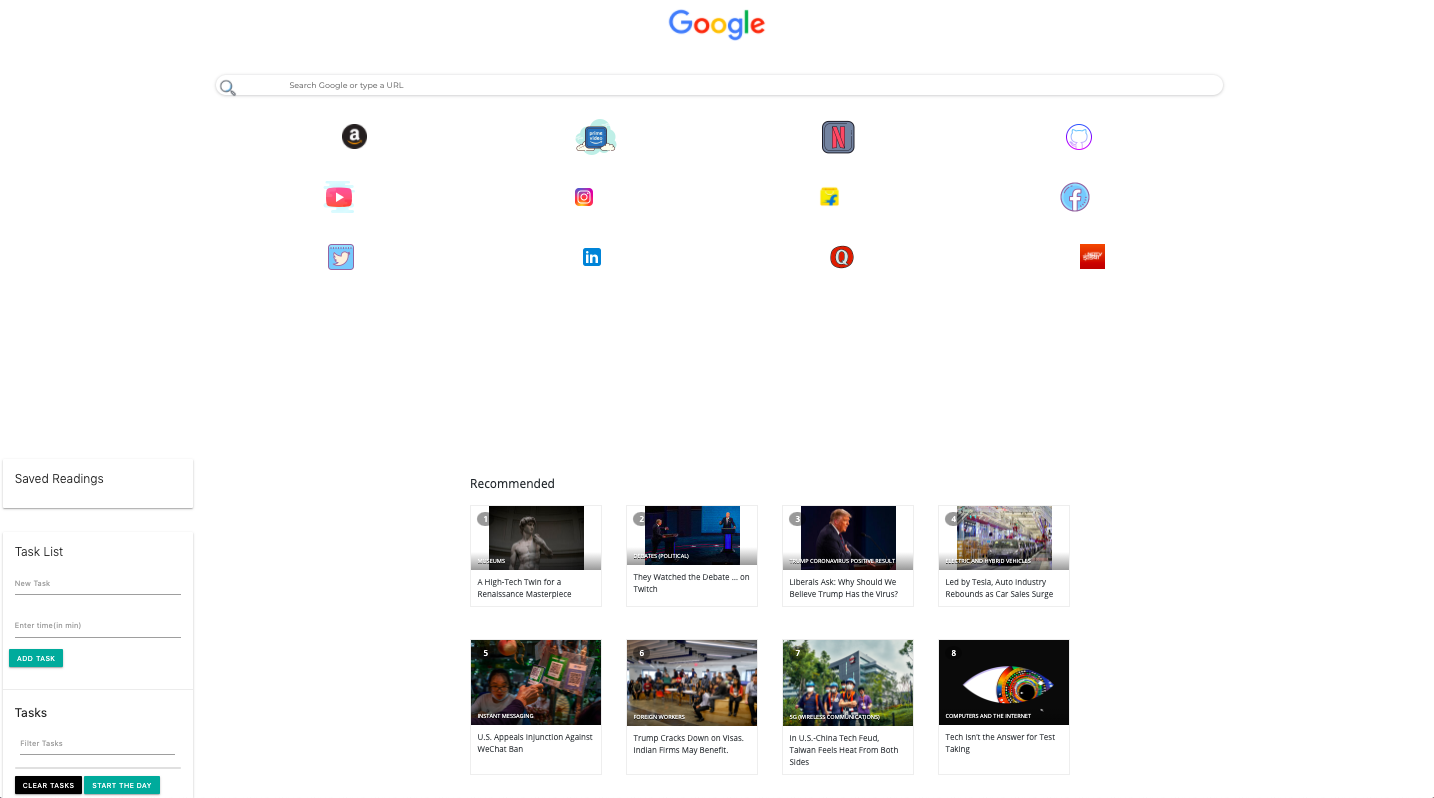 Google
Search Google or type a URL
prime
video
Saved Readings
Task List
New Task
Enter time(in min)
ADD TASK
Tasks
Filter Tasks
CLEAR TASKS
START THE DAY
Recommended
1
MUSEUMS
A High-Tech Twin for a
Renaissance Masterpiece
2
DEBATES (POLITICAL)
They Watched the Debate ... on
Twitch
3
TRUMP CORONAVIRUS POSITIVE RESULT
Liberals Ask: Why Should We
Believe Trump Has the Virus?
4
ELECTRIC AND HYBRID VEHICLES
Led by Tesla, Auto Industry
Rebounds as Car Sales Surge
5
INSTANT MESSAGING
U.S. Appeals Injunction Against
WeChat Ban
6
FOREIGN WORKERS
Trump Cracks Down on Visas.
Indian Firms May Benefit.
7
5G (WIRELESS COMMUNICATIONS)
In U.S.-China Tech Feud,
Taiwan Feels Heat From Both
Sides
8
COMPUTERS AND THE INTERNET
Tech Isn't the Answer for Test
Taking